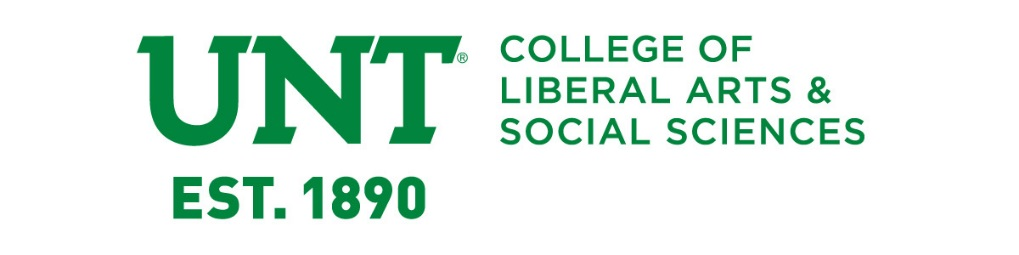 UNT®
EST. 1890
COLLEGE OF
LIBERAL ARTS &
SOCIAL SCIENCES